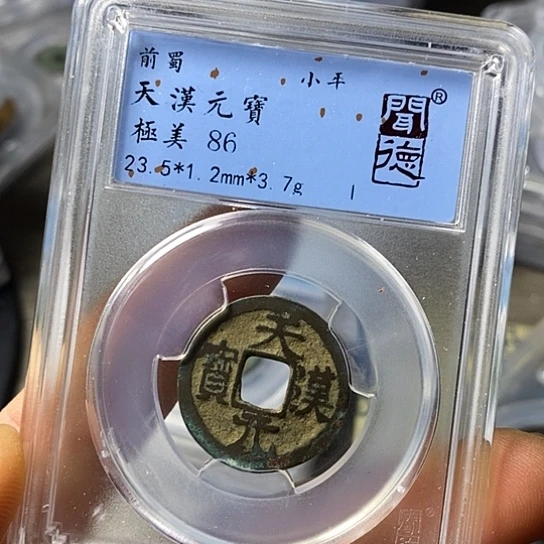 前蜀
小平
天漢元寶
極美 86
23.5*1.2mm*3.7g
聞德®
天漢元寶